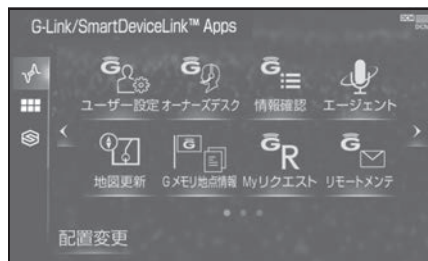 G-Link/SmartDeviceLink™ Apps
ユーザー設定 オーナーズデスク 情報確認 エージェント
地図更新 Gメモリ地点情報 Myリクエスト リモートメンテ
配置変更